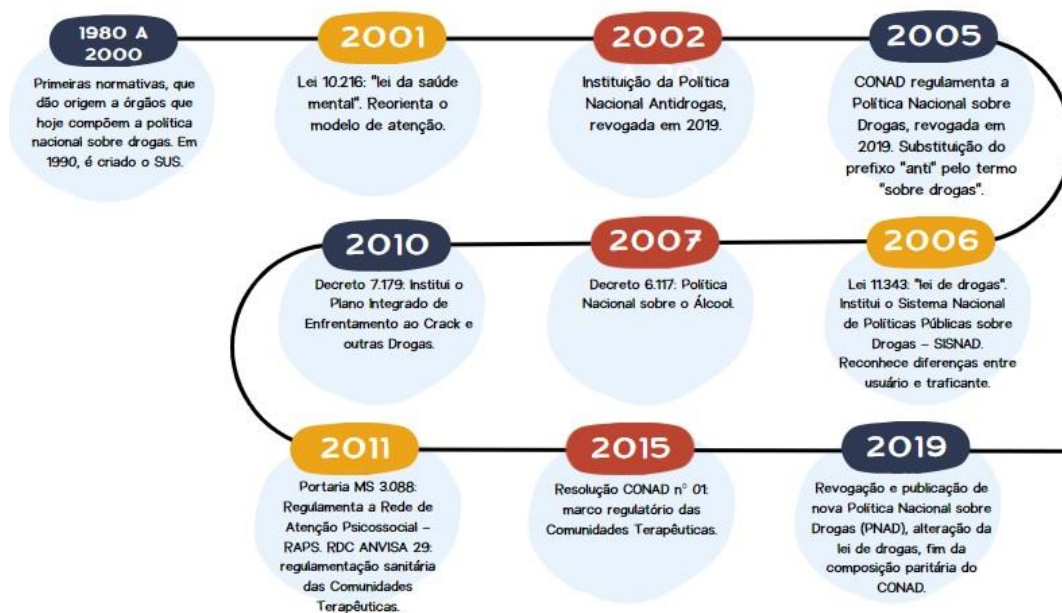 1980 A
2000
Primeiras normativas, que
dão origem a órgãos que
hoje compõem a política
nacional sobre drogas. Em
1990, é criado o SUS.
2001
Lei 10.216: "lei da saúde
mental". Reorienta o
modelo de atenção.
2002
Instituição da Política
Nacional Antidrogas,
revogada em 2019.
2005
CONAD regulamenta a
Política Nacional sobre
Drogas, revogada em
2019. Substituição do
prefixo "anti" pelo termo
"sobre drogas".
2006
Lei 11.343: "lei de drogas".
Institui o Sistema Nacional
de Políticas Públicas sobre
Drogas – SISNAD.
Reconhece diferenças entre
usuário e traficante.
2007
Decreto 6.117: Política
Nacional sobre o Álcool.
2010
Decreto 7.179: Institui o
Plano Integrado de
Enfrentamento ao Crack e
outras Drogas.
2011
Portaria MS 3.088:
Regulamenta a Rede de
Atenção Psicossocial –
RAPS. RDC ANVISA 29:
regulamentação sanitária
das Comunidades
Terapêuticas.
2015
Resolução CONAD n° 01:
marco regulatório das
Comunidades Terapêuticas.
2019
Revogação e publicação de
nova Política Nacional sobre
Drogas (PNAD), alteração da
lei de drogas, fim da
composição paritária do
CONAD.